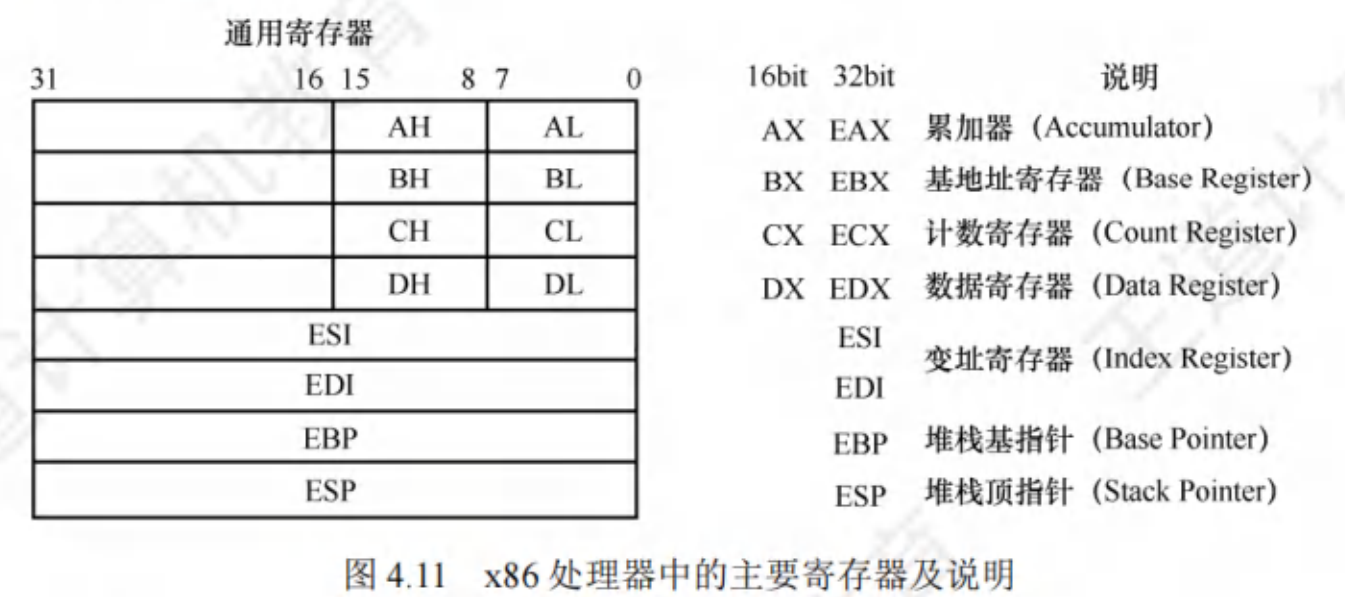 通用寄存器
31 16 15 8 7 0
16bit 32bit 说明
AH AL AX EAX 累加器（Accumulator）
BH BL BX EBX 基地址寄存器（Base Register）
CH CL CX ECX 计数寄存器（Count Register）
DH DL DX EDX 数据寄存器（Data Register）
ESI ESI
变址寄存器（Index Register）
EDI EDI
EBP EBP 堆栈基指针（Base Pointer）
ESP ESP 堆栈顶指针（Stack Pointer）
图 4.11 x86 处理器中的主要寄存器及说明